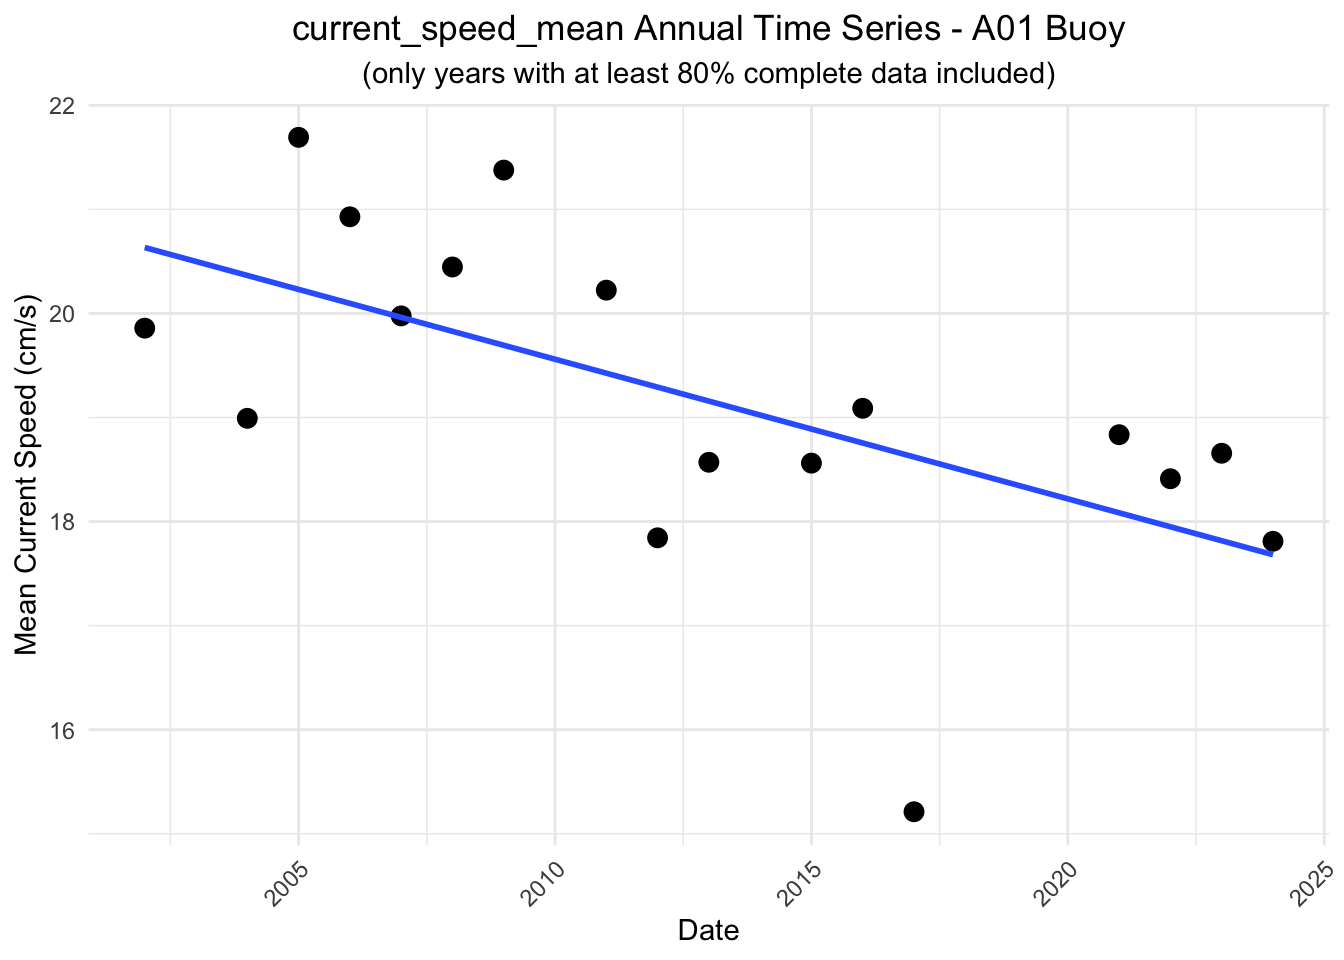 current_speed_mean Annual Time Series - A01 Buoy
(only years with at least 80% complete data included)
22
20
18
16
Mean Current Speed (cm/s)
2005
2010
2015
2020
2025
Date